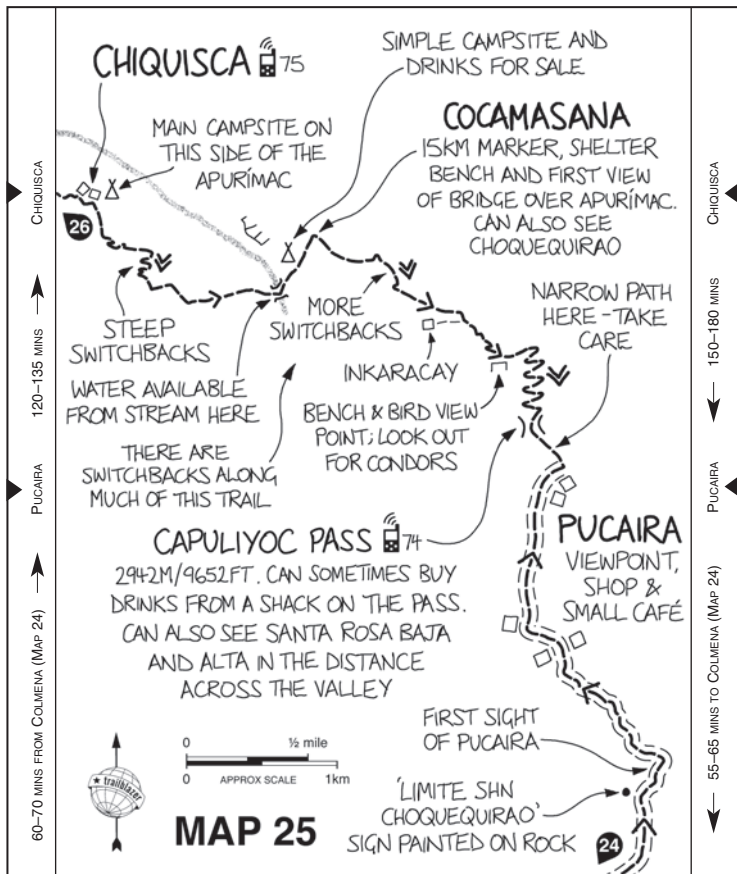 CHIQUISCA 75
SIMPLE CAMPSITE AND
DRINKS FOR SALE
MAIN CAMPSITE ON
THIS SIDE OF THE
APURÍMAC
COCAMASANA
15KM MARKER, SHELTER
BENCH AND FIRST VIEW
OF BRIDGE OVER APURÍMAC.
CAN ALSO SEE
CHOQUEQUIRAO
26
STEEP
SWITCHBACKS
MORE
SWITCHBACKS
NARROW PATH
HERE – TAKE
CARE
WATER AVAILABLE
FROM STREAM HERE
INKARACAY
BENCH & BIRD VIEW
POINT; LOOK OUT
FOR CONDORS
THERE ARE
SWITCHBACKS ALONG
MUCH OF THIS TRAIL
CAPULIYOC PASS 74
2942M/9652FT. CAN SOMETIMES BUY
DRINKS FROM A SHACK ON THE PASS.
CAN ALSO SEE SANTA ROSA BAJA
AND ALTA IN THE DISTANCE
ACROSS THE VALLEY
PUCAIRA
VIEWPOINT,
SHOP &
SMALL CAFÉ
FIRST SIGHT
OF PUCAIRA
'LIMITE SHN
CHOQUEQUIRAO'
SIGN PAINTED ON ROCK
24
0 ½ mile
0 APPROX SCALE 1km
trailblazer
MAP 25
60–70 MINS FROM COLMENA (MAP 24)
PUCAIRA
120–135 MINS
CHIQUISCA
CHIQUISCA
150–180 MINS
PUCAIRA
55–65 MINS TO COLMENA (MAP 24)